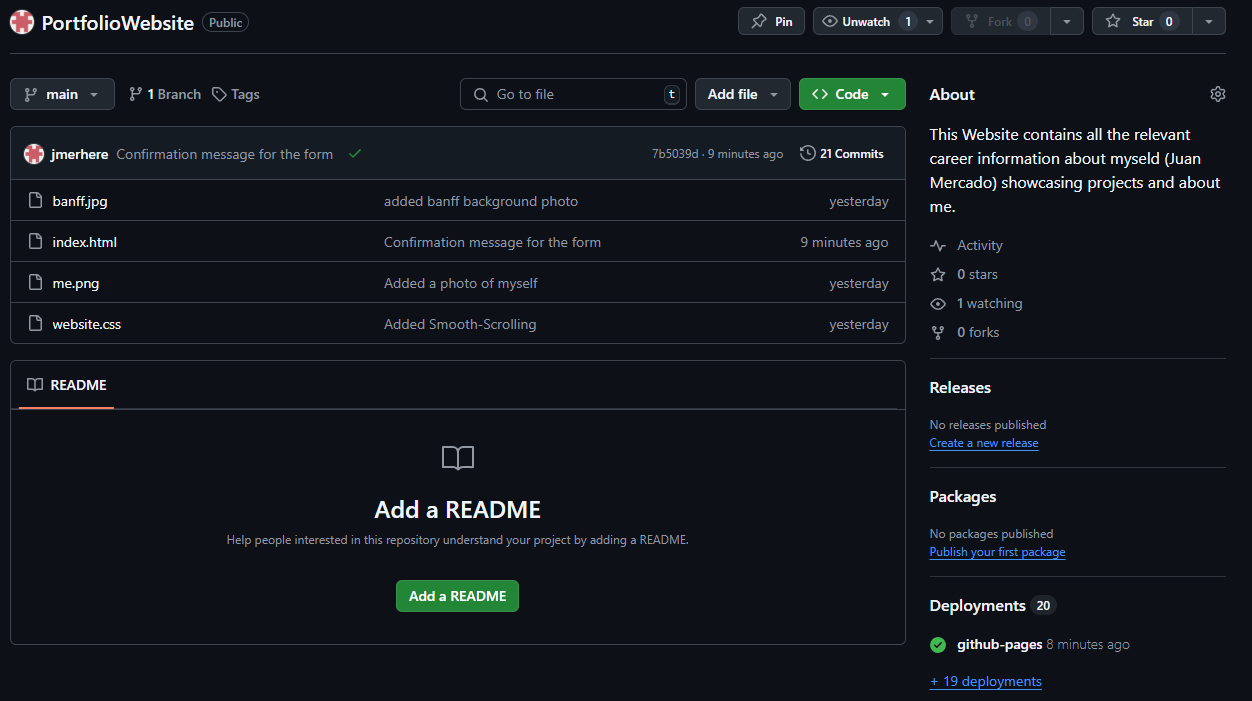 PortfolioWebsite Public
Pin
Unwatch 1
Fork 0
Star 0
main
1 Branch
Tags
Go to file t
Add file
Code
jmerhere Confirmation message for the form
7b5039d · 9 minutes ago
21 Commits
banff.jpg added banff background photo yesterday
index.html Confirmation message for the form 9 minutes ago
me.png Added a photo of myself yesterday
website.css Added Smooth-Scrolling yesterday
README
Add a README
Help people interested in this repository understand your project by adding a README.
Add a README
About
This Website contains all the relevant
career information about myseld (Juan
Mercado) showcasing projects and about
me.
Activity
0 stars
1 watching
0 forks
Releases
No releases published
Create a new release
Packages
No packages published
Publish your first package
Deployments 20
github-pages 8 minutes ago
+ 19 deployments